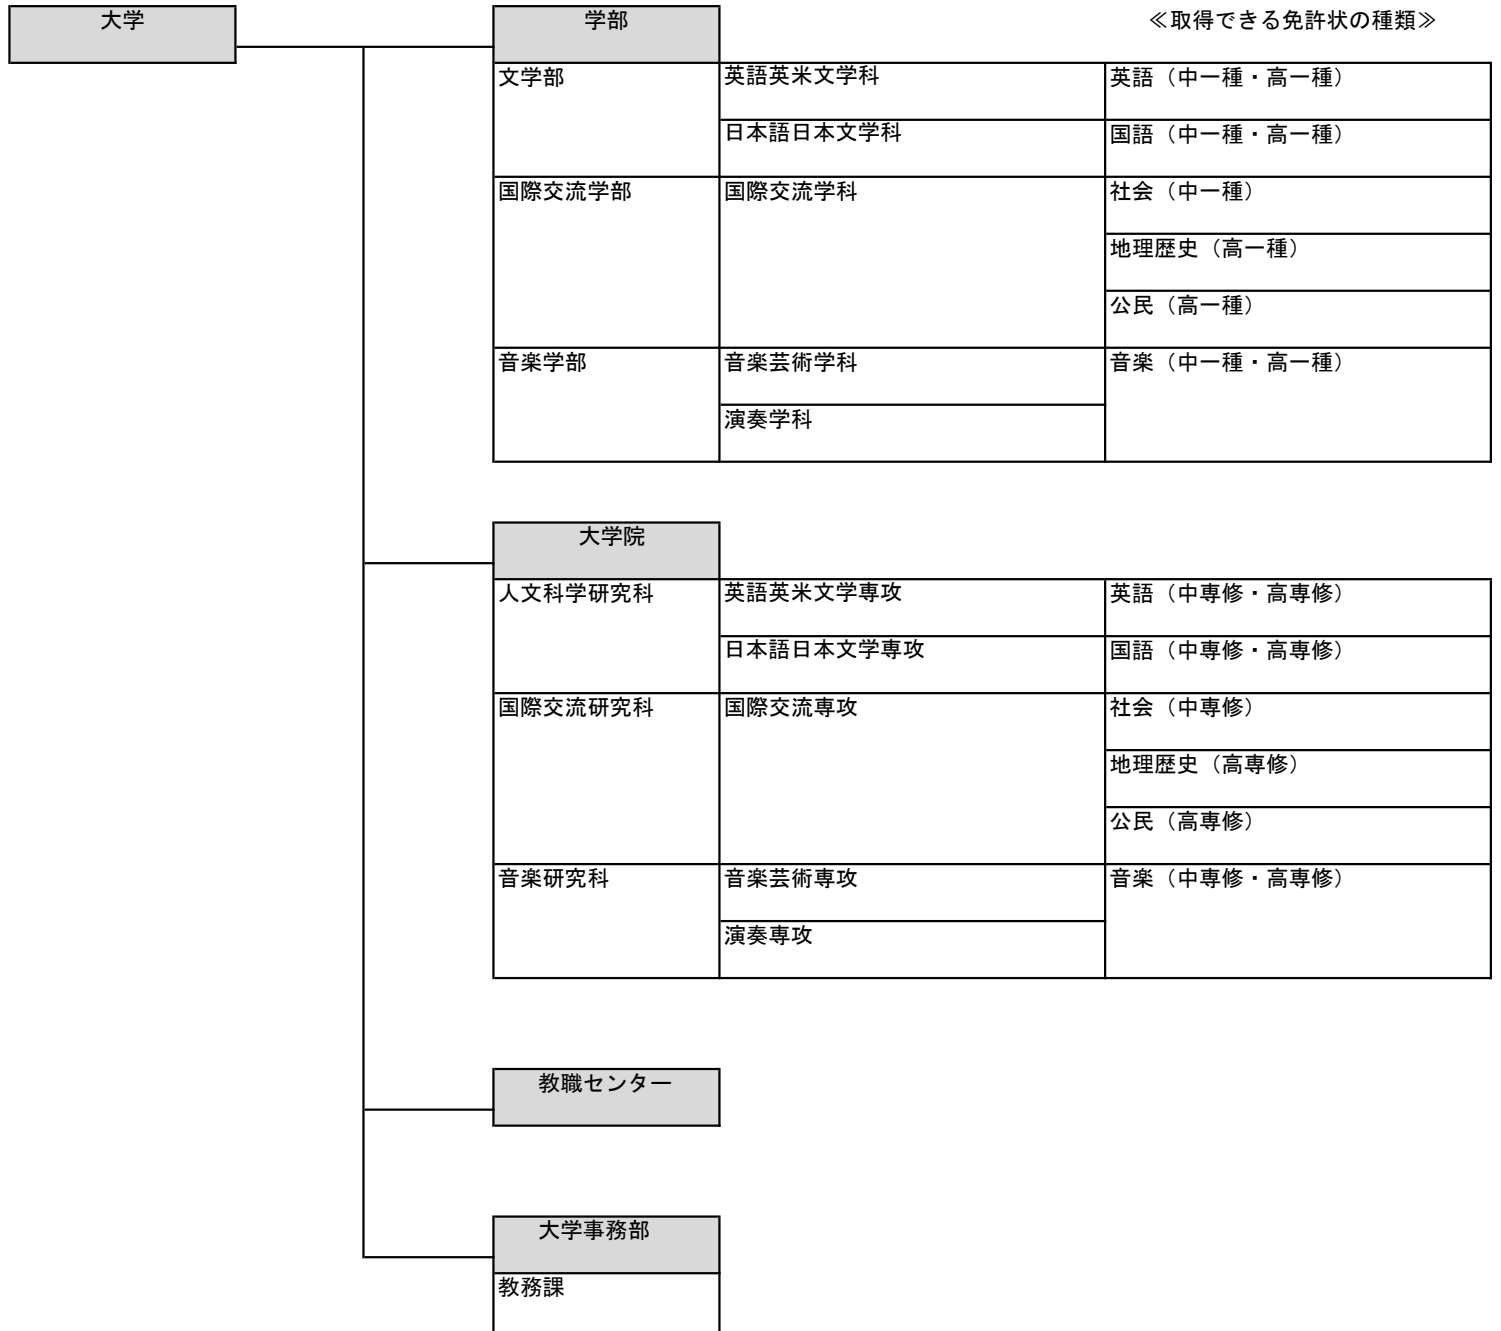 大学
学部
≪取得できる免許状の種類≫
文学部
英語英米文学科
英語（中一種・高一種）
日本語日本文学科
国語（中一種・高一種）
国際交流学部
国際交流学科
社会（中一種）
地理歴史（高一種）
公民（高一種）
音楽学部
音楽芸術学科
音楽（中一種・高一種）
演奏学科
大学院
人文科学研究科
英語英米文学専攻
英語（中専修・高専修）
日本語日本文学専攻
国語（中専修・高専修）
国際交流研究科
国際交流専攻
社会（中専修）
地理歴史（高専修）
公民（高専修）
音楽研究科
音楽芸術専攻
音楽（中専修・高専修）
演奏専攻
教職センター
大学事務部
教務課